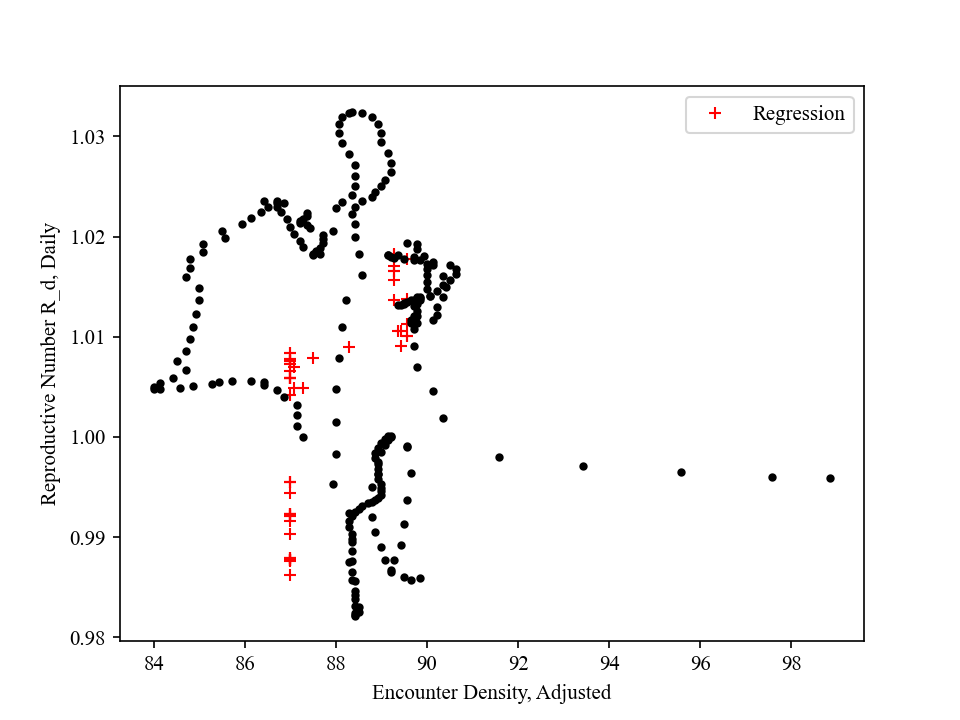 Regression
1.03
1.02
1.01
1.00
0.99
0.98
Reproductive Number R_d, Daily
84 86 88 90 92 94 96 98
Encounter Density, Adjusted